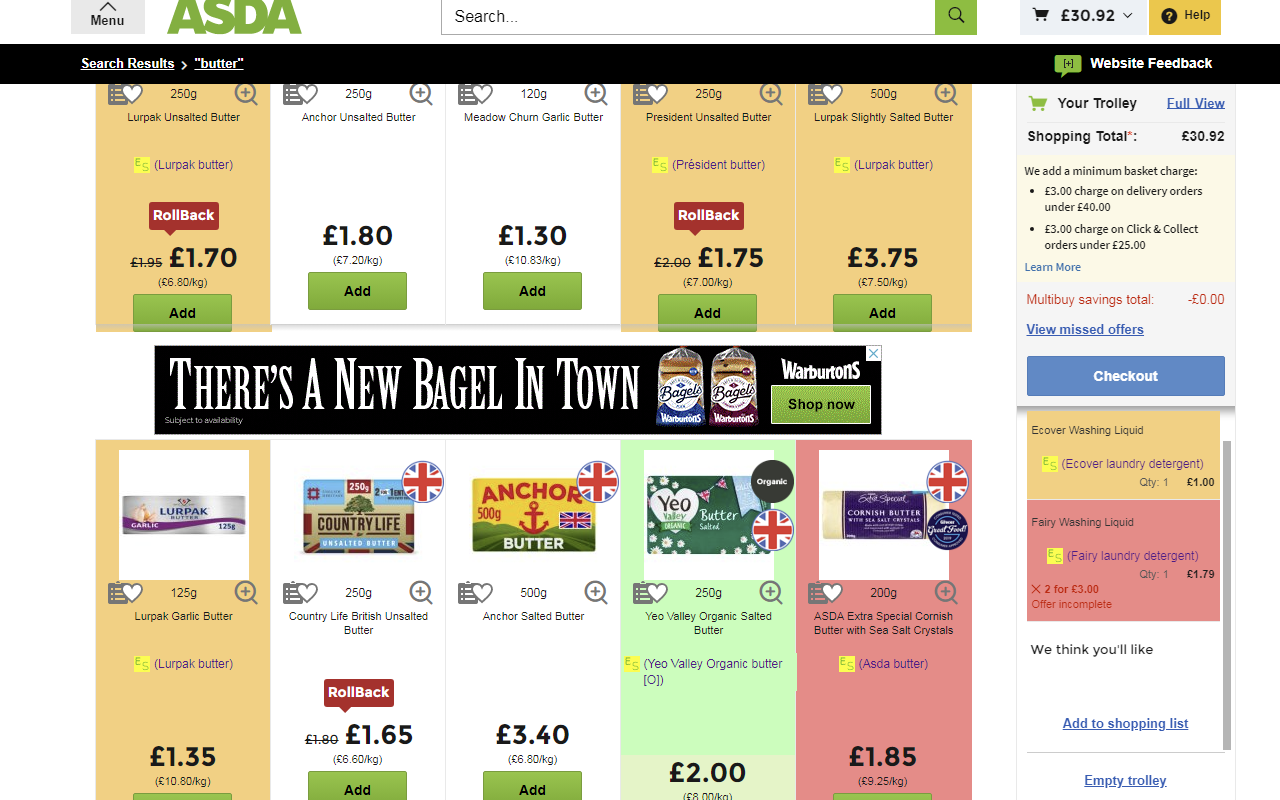 Menu
ASDA
Search...
£30.92
Help
Search Results > "butter"
Website Feedback
250g
Lurpak Unsalted Butter
ES (Lurpak butter)
RollBack
£1.95 £1.70
(£6.80/kg)
Add
250g
Anchor Unsalted Butter
£1.80
(£7.20/kg)
Add
120g
Meadow Churn Garlic Butter
£1.30
(£10.83/kg)
Add
250g
President Unsalted Butter
ES (Président butter)
RollBack
£2.00 £1.75
(£7.00/kg)
Add
500g
Lurpak Slightly Salted Butter
ES (Lurpak butter)
£3.75
(£7.50/kg)
Add
THERE'S A NEW BAGEL IN TOWN
Subject to availability
Bagels
Warburtons
Bagels
Warburtons
Warburtons
Shop now
LURPAK
BUTTER
GARLIC
125g
125g
Lurpak Garlic Butter
ES (Lurpak butter)
£1.35
(£10.80/kg)
250g
COUNTRY LIFE
UNSALTED BUTTER
250g
Country Life British Unsalted
Butter
RollBack
£1.80 £1.65
(£6.60/kg)
Add
ANCHOR
500g
BUTTER
500g
Anchor Salted Butter
£3.40
(£6.80/kg)
Add
Organic
Yeo
Valley
ORGANIC
Butter
Salted
250g
Yeo Valley Organic Salted
Butter
ES (Yeo Valley Organic butter
[O])
£2.00
(£8.00/kg)
Extra Special
CORNISH BUTTER
WITH SEA SALT CRYSTALS
Great Food!
200g
ASDA Extra Special Cornish
Butter with Sea Salt Crystals
ES (Asda butter)
£1.85
(£9.25/kg)
Your Trolley
Full View
Shopping Total*:
£30.92
We add a minimum basket charge:
• £3.00 charge on delivery orders
under £40.00
• £3.00 charge on Click & Collect
orders under £25.00
Learn More
Multibuy savings total:
-£0.00
View missed offers
Checkout
Ecover Washing Liquid
ES (Ecover laundry detergent)
Qty: 1 £1.00
Fairy Washing Liquid
ES (Fairy laundry detergent)
Qty: 1 £1.79
2 for £3.00
Offer incomplete
We think you'll like
Add to shopping list
Empty trolley